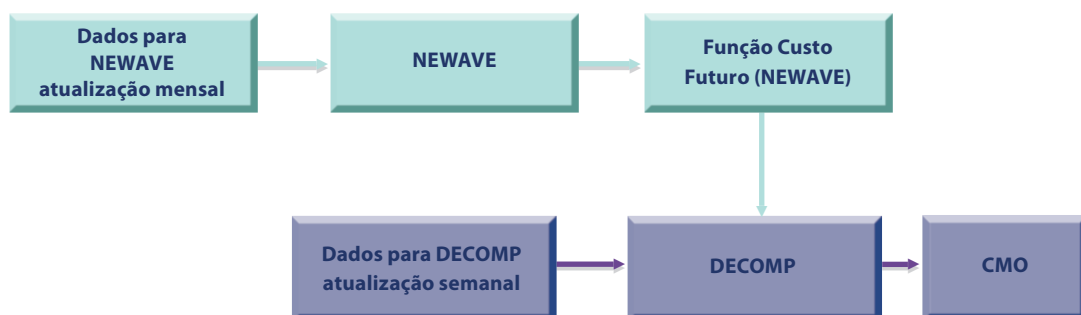 Dados para
NEWAVE
atualização mensal
NEWAVE
Função Custo
Futuro (NEWAVE)
Dados para DECOMP
atualização semanal
DECOMP
CMO